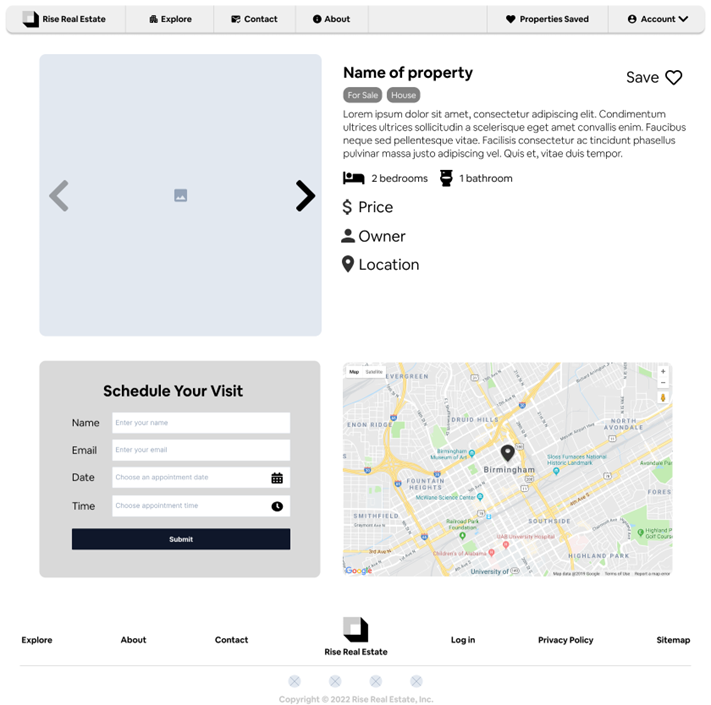 Rise Real Estate
Explore
Contact
About
Properties Saved
Account
Name of property
Save
For Sale
House
Lorem ipsum dolor sit amet, consectetur adipiscing elit. Condimentum
ultrices ultrices sollicitudin a scelerisque eget amet convallis enim. Faucibus
neque sed pellentesque vitae. Facilisis consectetur ac tincidunt phasellus
pulvinar massa justo adipiscing vel. Quis et, vitae duis tempor.
2 bedrooms
1 bathroom
$ Price
Owner
Location
Schedule Your Visit
Name
Enter your name
Email
Enter your email
Date
Choose an appointment date
Time
Choose appointment time
Submit
Map
Satellite
EVERGREEN
ENON RIDGE
DRUID HILLS
NORTH
AVONDALE
Birmingham
Museum of Art
Birmingham
Sloss Furnaces National
Historic Landmark
Avondale Par
FOUNTAIN
HEIGHTS
McWane Science Center
FORES
SMITHFIELD
Railroad Park
Foundation
SOUTHSIDE
UAB University Hospital
Highland P
Golf Cours
3rd Ave W
Children's of Alabama
HIGHLAND PARK
Google
University of
Map data ©2019 Google
Terms of Use
Report a map error
Explore
About
Contact
Rise Real Estate
Log in
Privacy Policy
Sitemap
Copyright © 2022 Rise Real Estate, Inc.